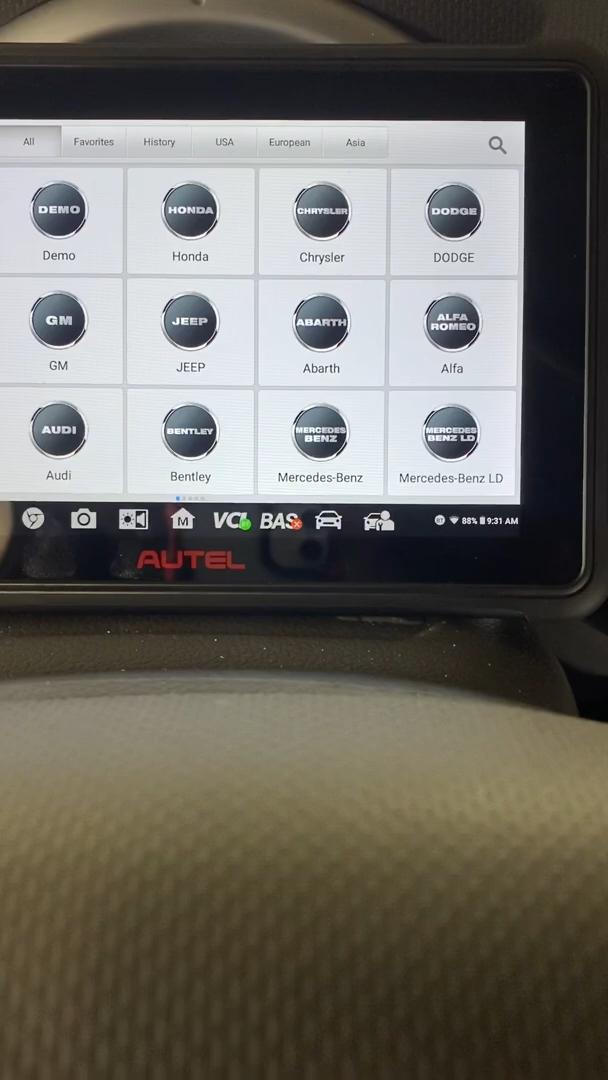 All Favorites History USA European Asia
DEMO HONDA CHRYSLER DODGE
Demo Honda Chrysler DODGE
GM JEEP ABARTH ALFA ROMEO
GM JEEP Abarth Alfa
AUDI BENTLEY MERCEDES BENZ MERCEDES BENZ LD
Audi Bentley Mercedes-Benz Mercedes-Benz LD
M VCI BAS BT 88% 9:31 AM
AUTEL